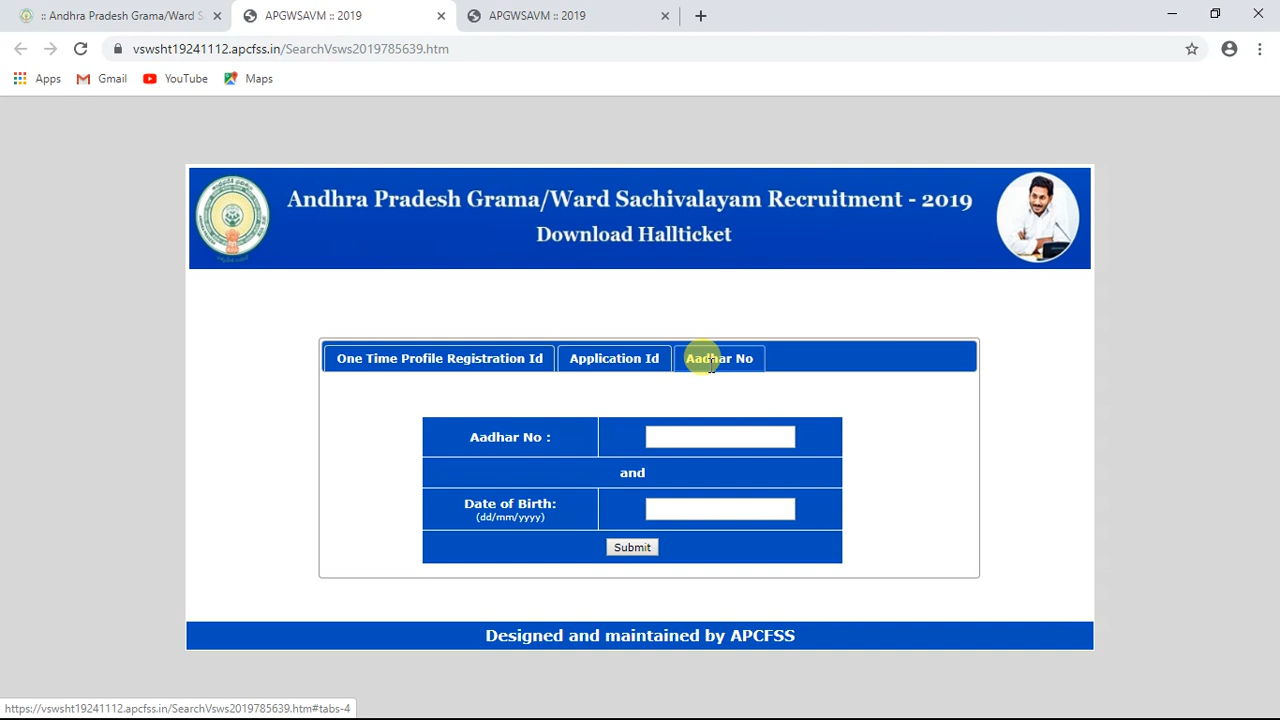 :: Andhra Pradesh Grama/Ward S
APGWSAVM :: 2019
APGWSAVM :: 2019
vswsht19241112.apcfss.in/SearchVsws2019785639.htm
Apps
Gmail
YouTube
Maps
Andhra Pradesh Grama/Ward Sachivalayam Recruitment - 2019
Download Hallticket
One Time Profile Registration Id
Application Id
Aadhar No
Aadhar No :
and
Date of Birth:
(dd/mm/yyyy)
Submit
Designed and maintained by APCFSS
https://vswsht19241112.apcfss.in/SearchVsws2019785639.htm#tabs-4